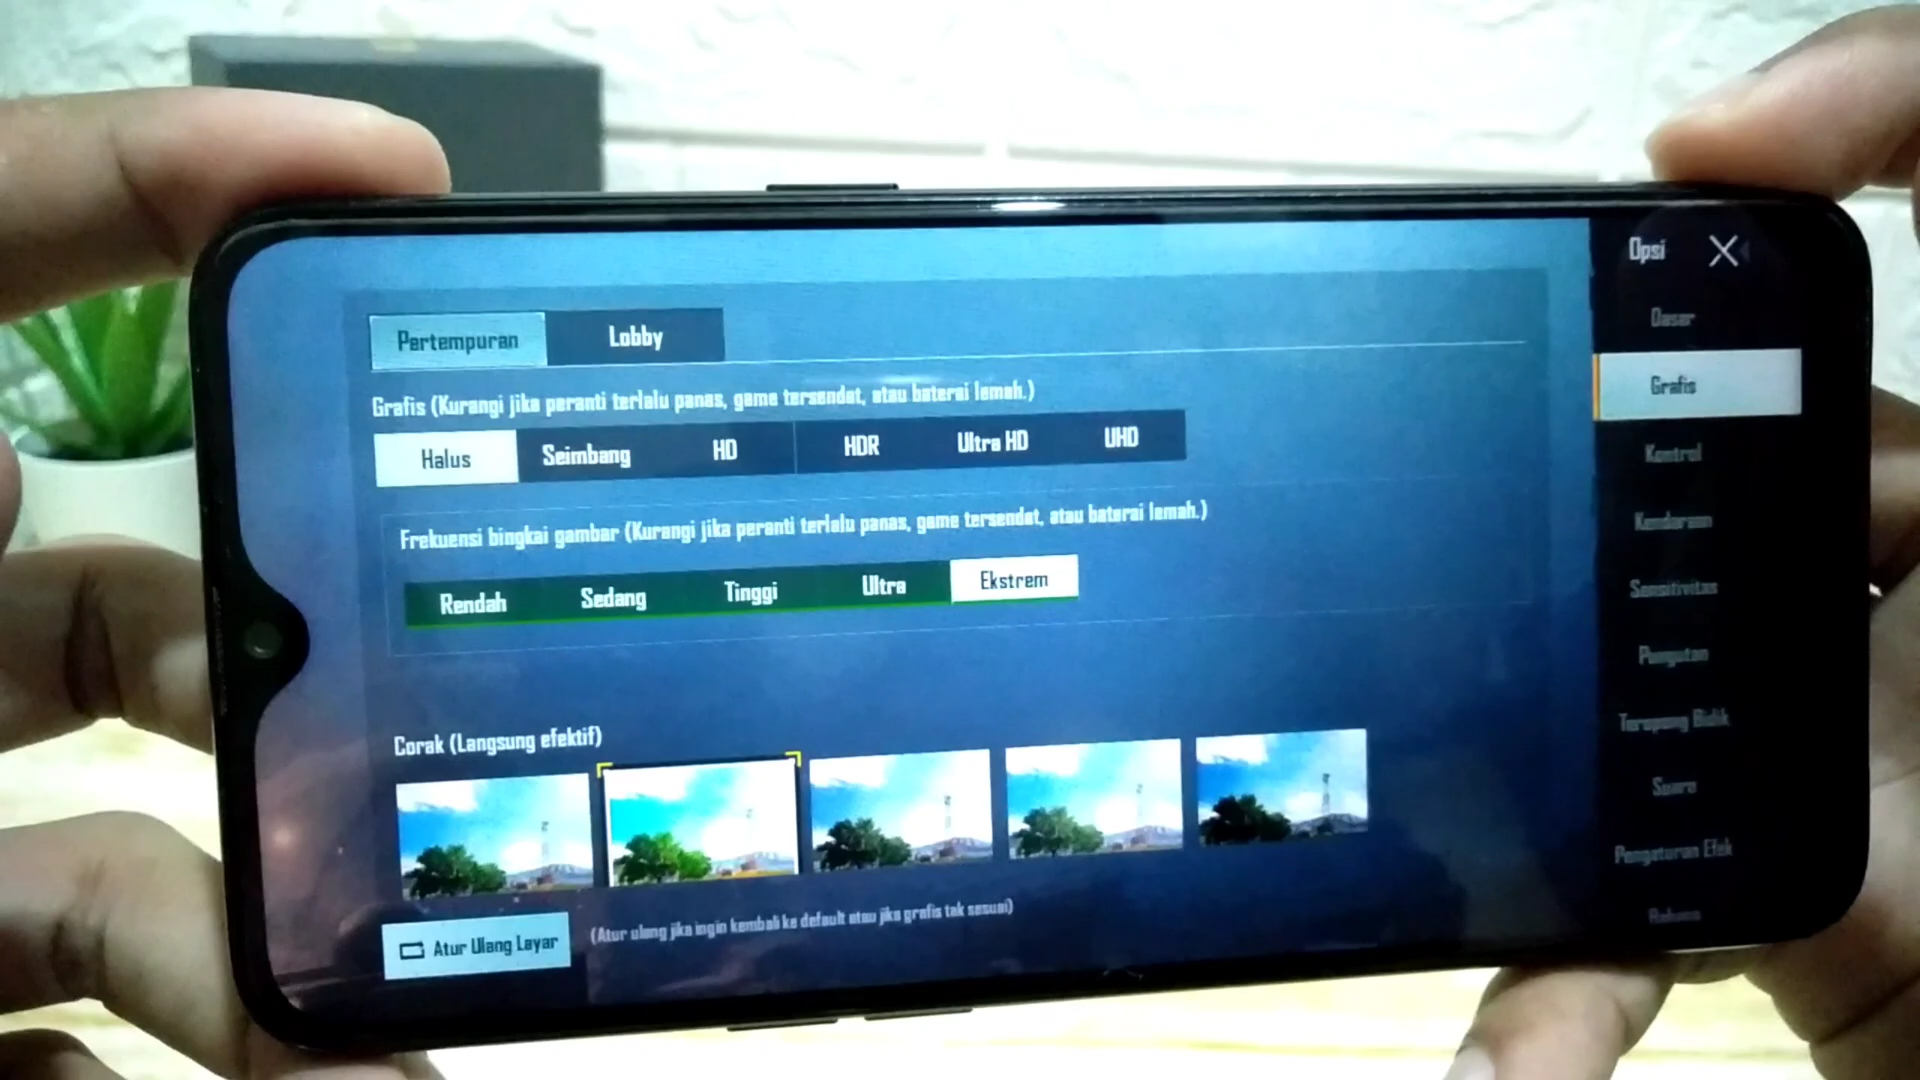 Opsi
Pertempuran Lobby
Grafis (Kurangi jika peranti terlalu panas, game tersendat, atau baterai lemah.)
Halus Seimbang HD HDR Ultra HD UHD
Frekuensi bingkai gambar (Kurangi jika peranti terlalu panas, game tersendat, atau baterai lemah.)
Rendah Sedang Tinggi Ultra Ekstrem
Corak (Langsung efektif)
Atur Ulang Layar
(Atur ulang jika ingin kembali ke default atau jika grafis tak sesuai)
Dasar
Grafis
Kontrol
Kendaraan
Sensitivitas
Pungutan
Teropong Bidik
Suara
Pengaturan Efek
Bahasa